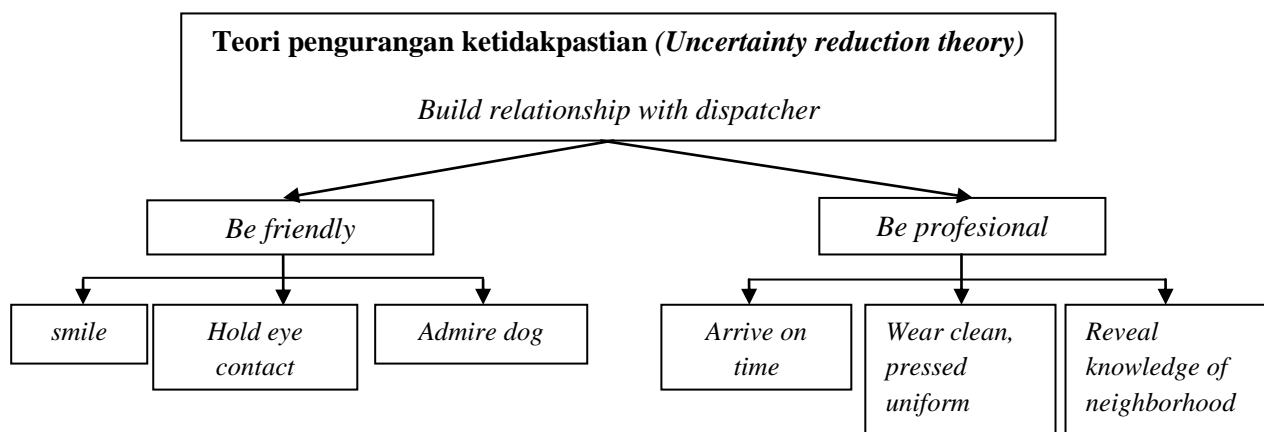 Teori pengurangan ketidakpastian (Uncertainty reduction theory)
Build relationship with dispatcher
Be friendly
Be profesional
smile
Hold eye
contact
Admire dog
Arrive on
time
Wear clean,
pressed
uniform
Reveal
knowledge of
neighborhood